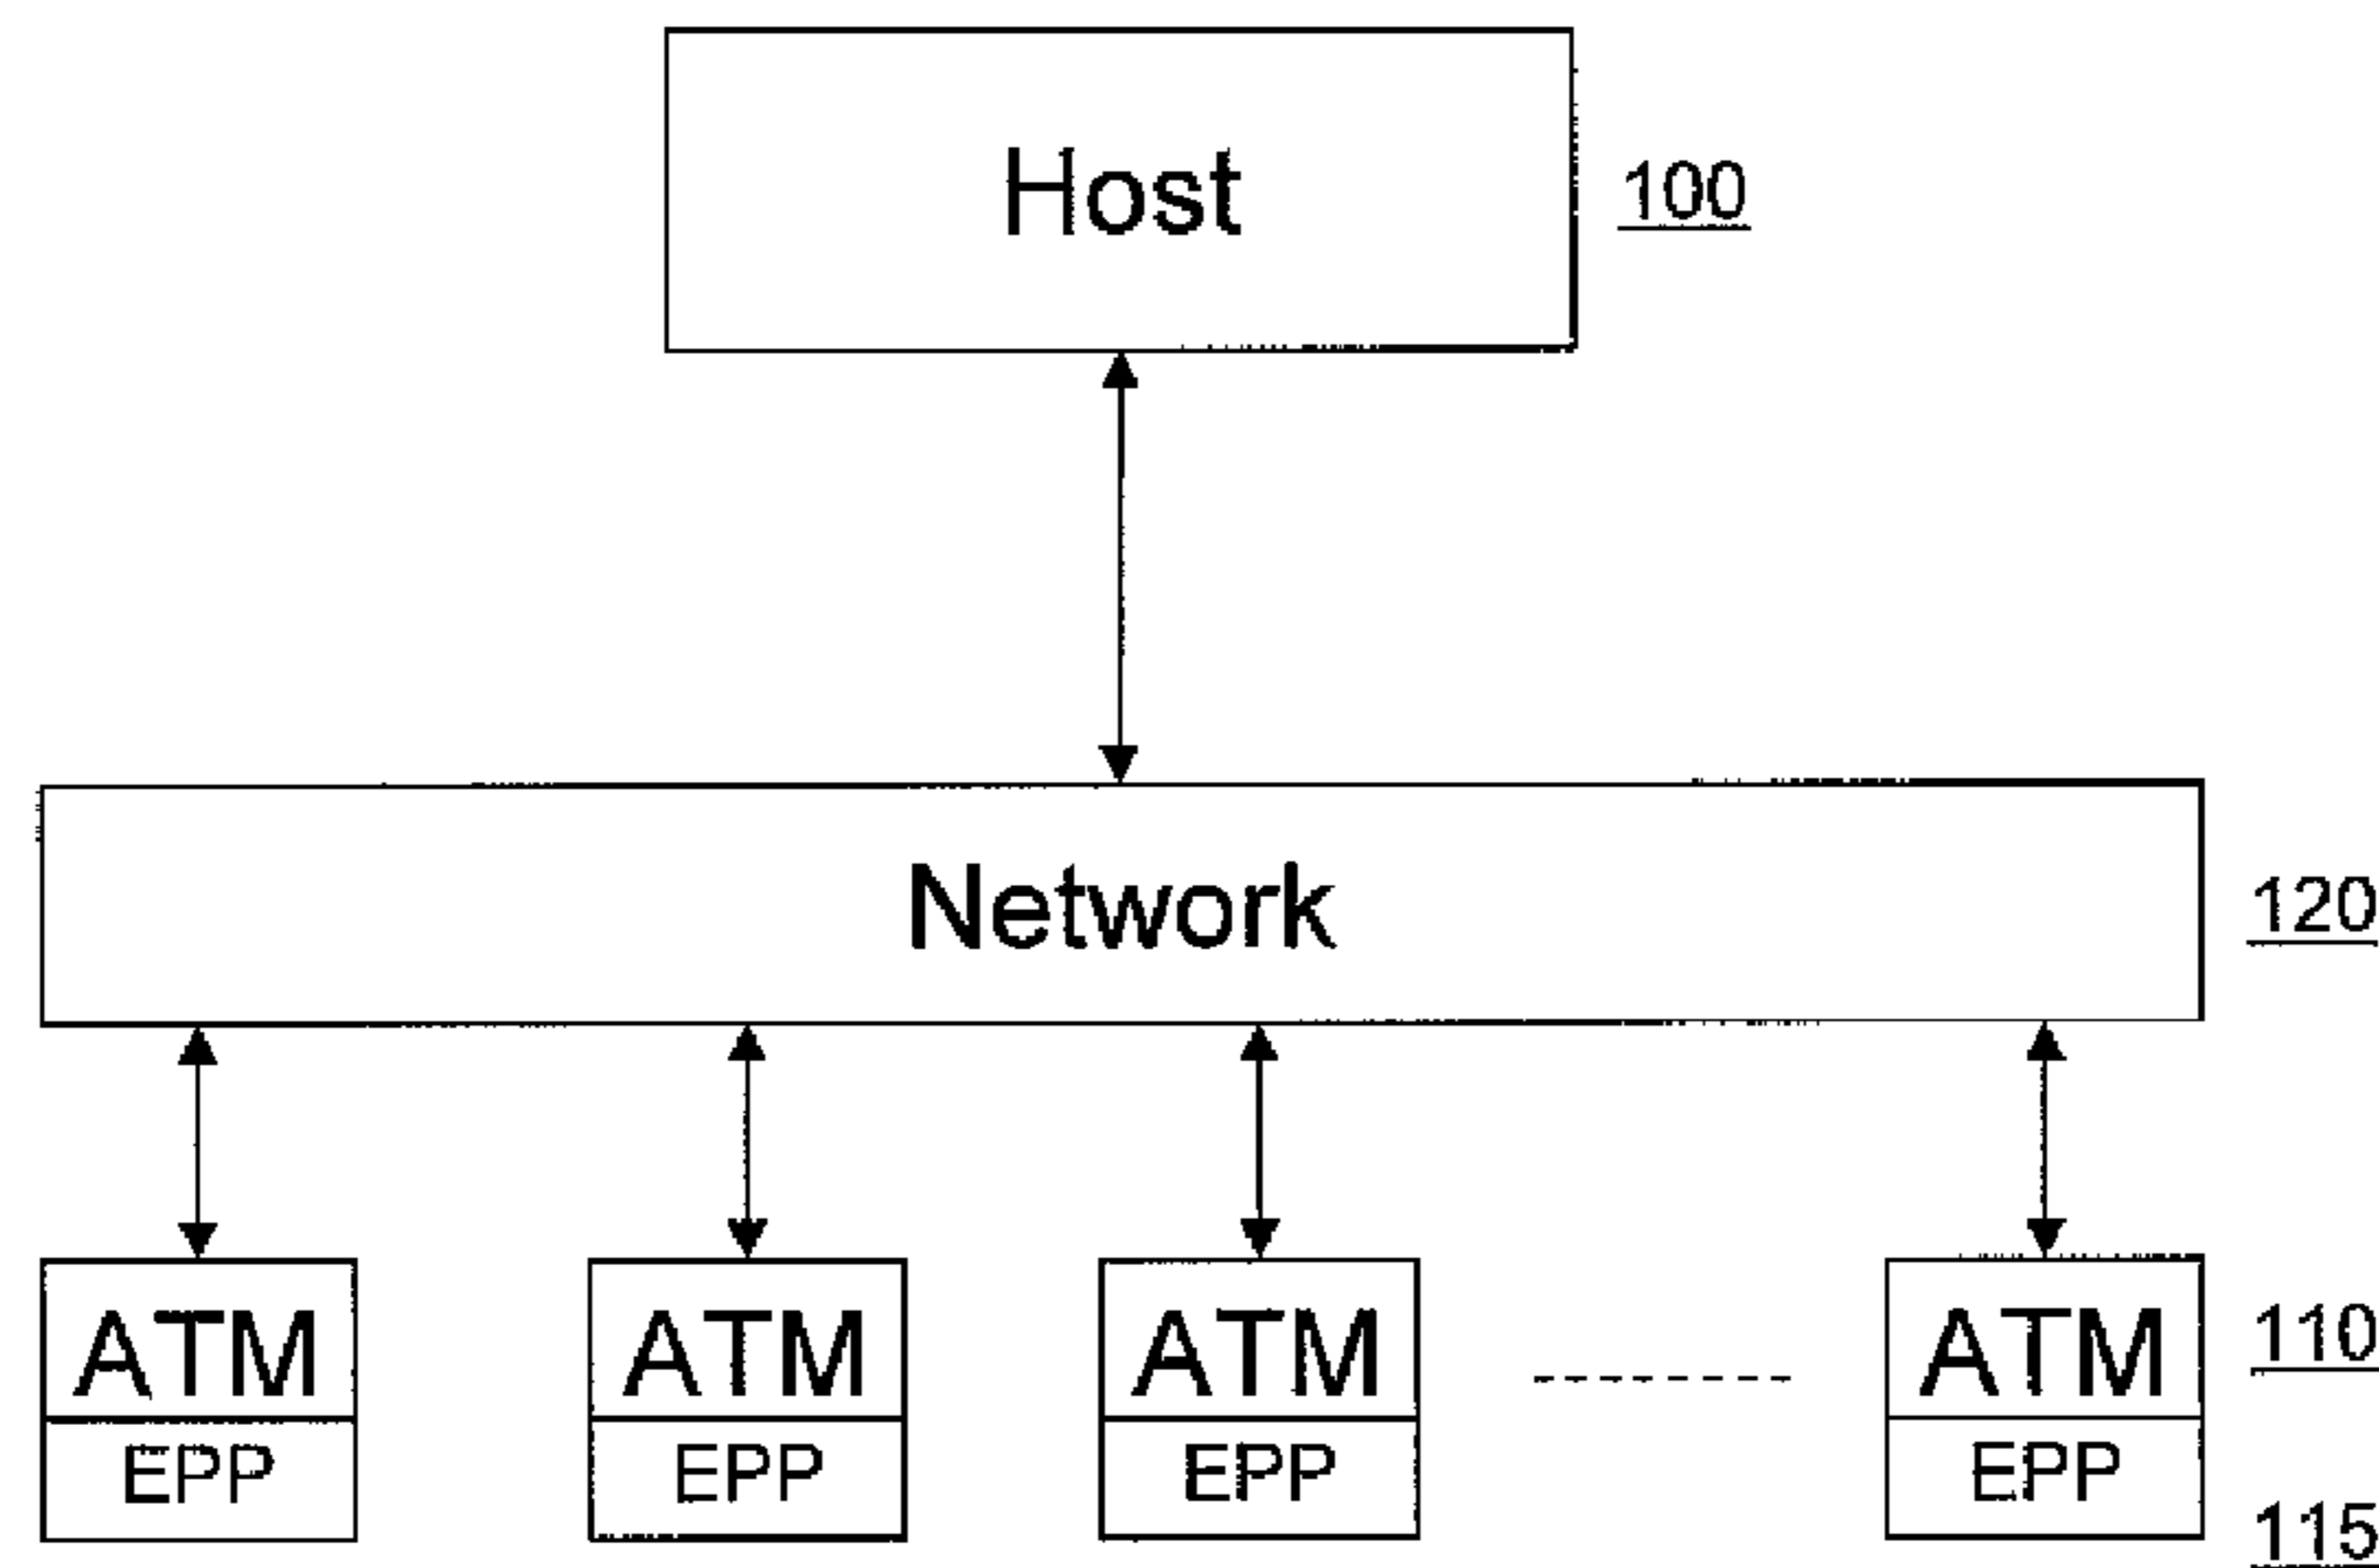 Host 100
Network 120
ATM ATM ATM ATM 110
EPP EPP EPP EPP
115